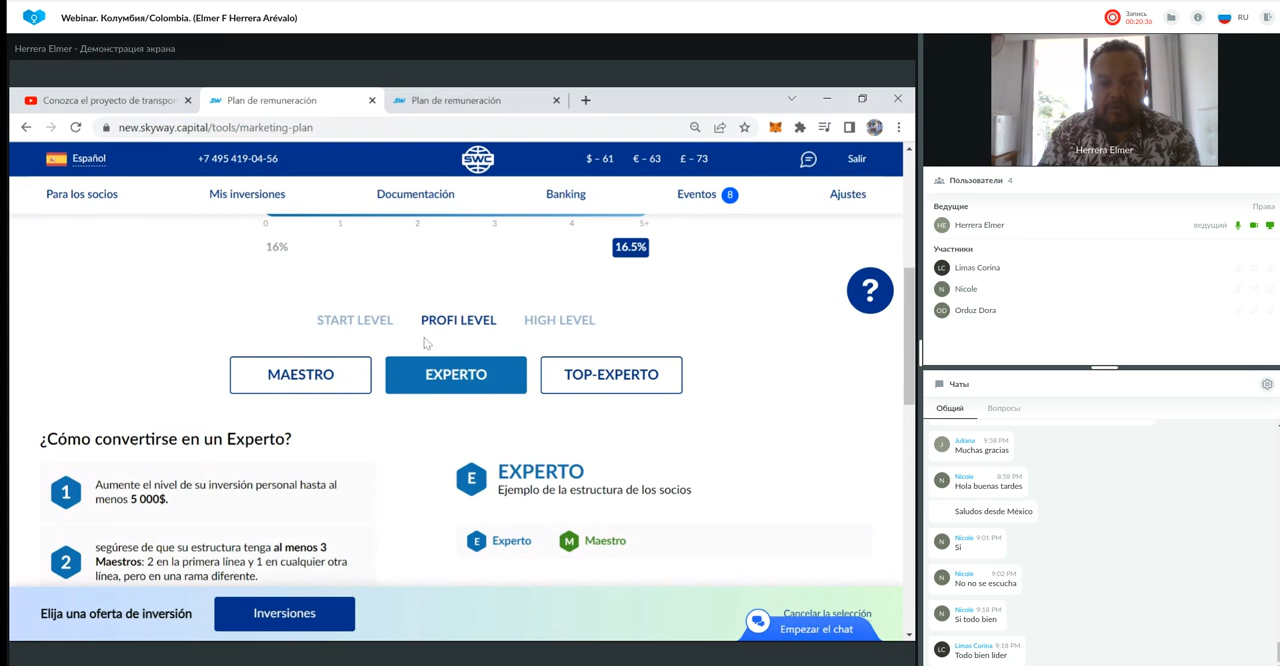 Webinar. Колумбия/Colombia. (Elmer F Herrera Arévalo)
Запись
00:20:36
RU
Herrera Elmer - Демонстрация экрана
Conozca el proyecto de transpor
Plan de remuneración
Plan de remuneración
new.skyway.capital/tools/marketing-plan
Español
+7 495 419-04-56
SWC
$ – 61
€ – 63
£ – 73
Salir
Para los socios
Mis inversiones
Documentación
Banking
Eventos 8
Ajustes
0 1 2 3 4 5+
16%
16.5%
?
START LEVEL
PROFI LEVEL
HIGH LEVEL
MAESTRO
EXPERTO
TOP-EXPERTO
¿Cómo convertirse en un Experto?
1
Aumente el nivel de su inversión personal hasta al
menos 5 000$.
2
segúrese de que su estructura tenga al menos 3
Maestros: 2 en la primera línea y 1 en cualquier otra
línea, pero en una rama diferente.
E
EXPERTO
Ejemplo de la estructura de los socios
E Experto
M Maestro
Elija una oferta de inversión
Inversiones
Cancelar la selección
Empezar el chat
Herrera Elmer
Пользователи 4
Ведущие
Права
HE Herrera Elmer
ведущий
Участники
LC Limas Corina
N Nicole
OD Orduz Dora
Чаты
Общий
Вопросы
J
Juliana 9:58 PM
Muchas gracias
N
Nicole 8:58 PM
Hola buenas tardes
Saludos desde México
N
Nicole 9:01 PM
Si
N
Nicole 9:02 PM
No no se escucha
N
Nicole 9:18 PM
Si todo bien
LC
Limas Corina 9:18 PM
Todo bien líder